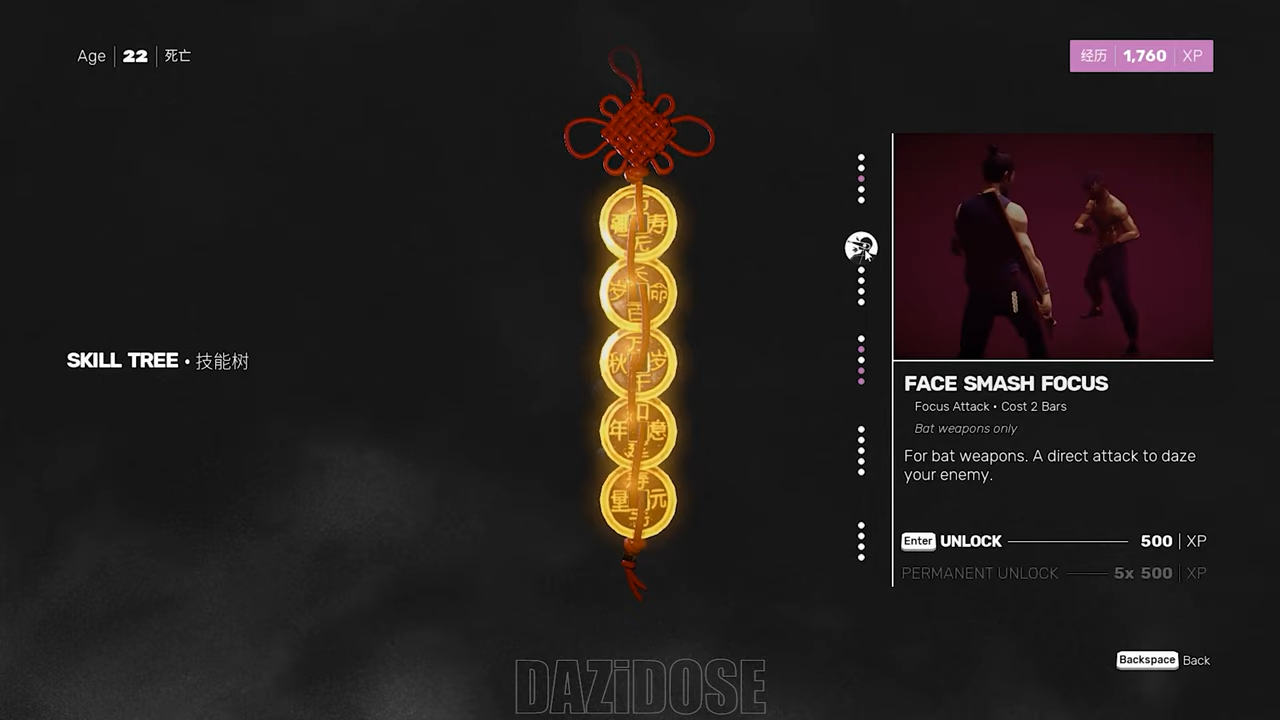 Age 22 死亡
经历 1,760 XP
SKILL TREE • 技能树
FACE SMASH FOCUS
Focus Attack • Cost 2 Bars
Bat weapons only
For bat weapons. A direct attack to daze
your enemy.
Enter UNLOCK 500 XP
PERMANENT UNLOCK 5x 500 XP
Backspace Back
DAZiDOSE